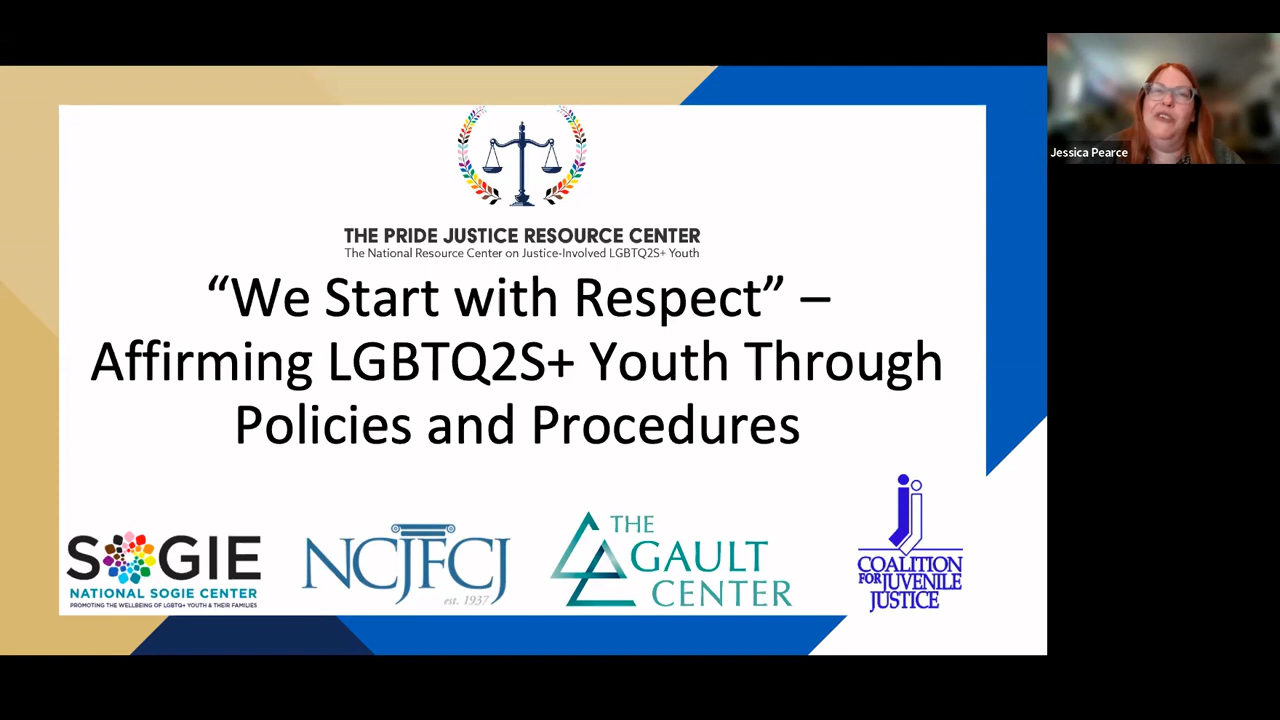 THE PRIDE JUSTICE RESOURCE CENTER
The National Resource Center on Justice-Involved LGBTQ2S+ Youth
“We Start with Respect” –
Affirming LGBTQ2S+ Youth Through
Policies and Procedures
SOGIE
NATIONAL SOGIE CENTER
PROMOTING THE WELLBEING OF LGBTQ+ YOUTH & THEIR FAMILIES
NCJFCJ
est. 1937
THE
GAULT
CENTER
COALITION
FOR JUVENILE
JUSTICE
Jessica Pearce